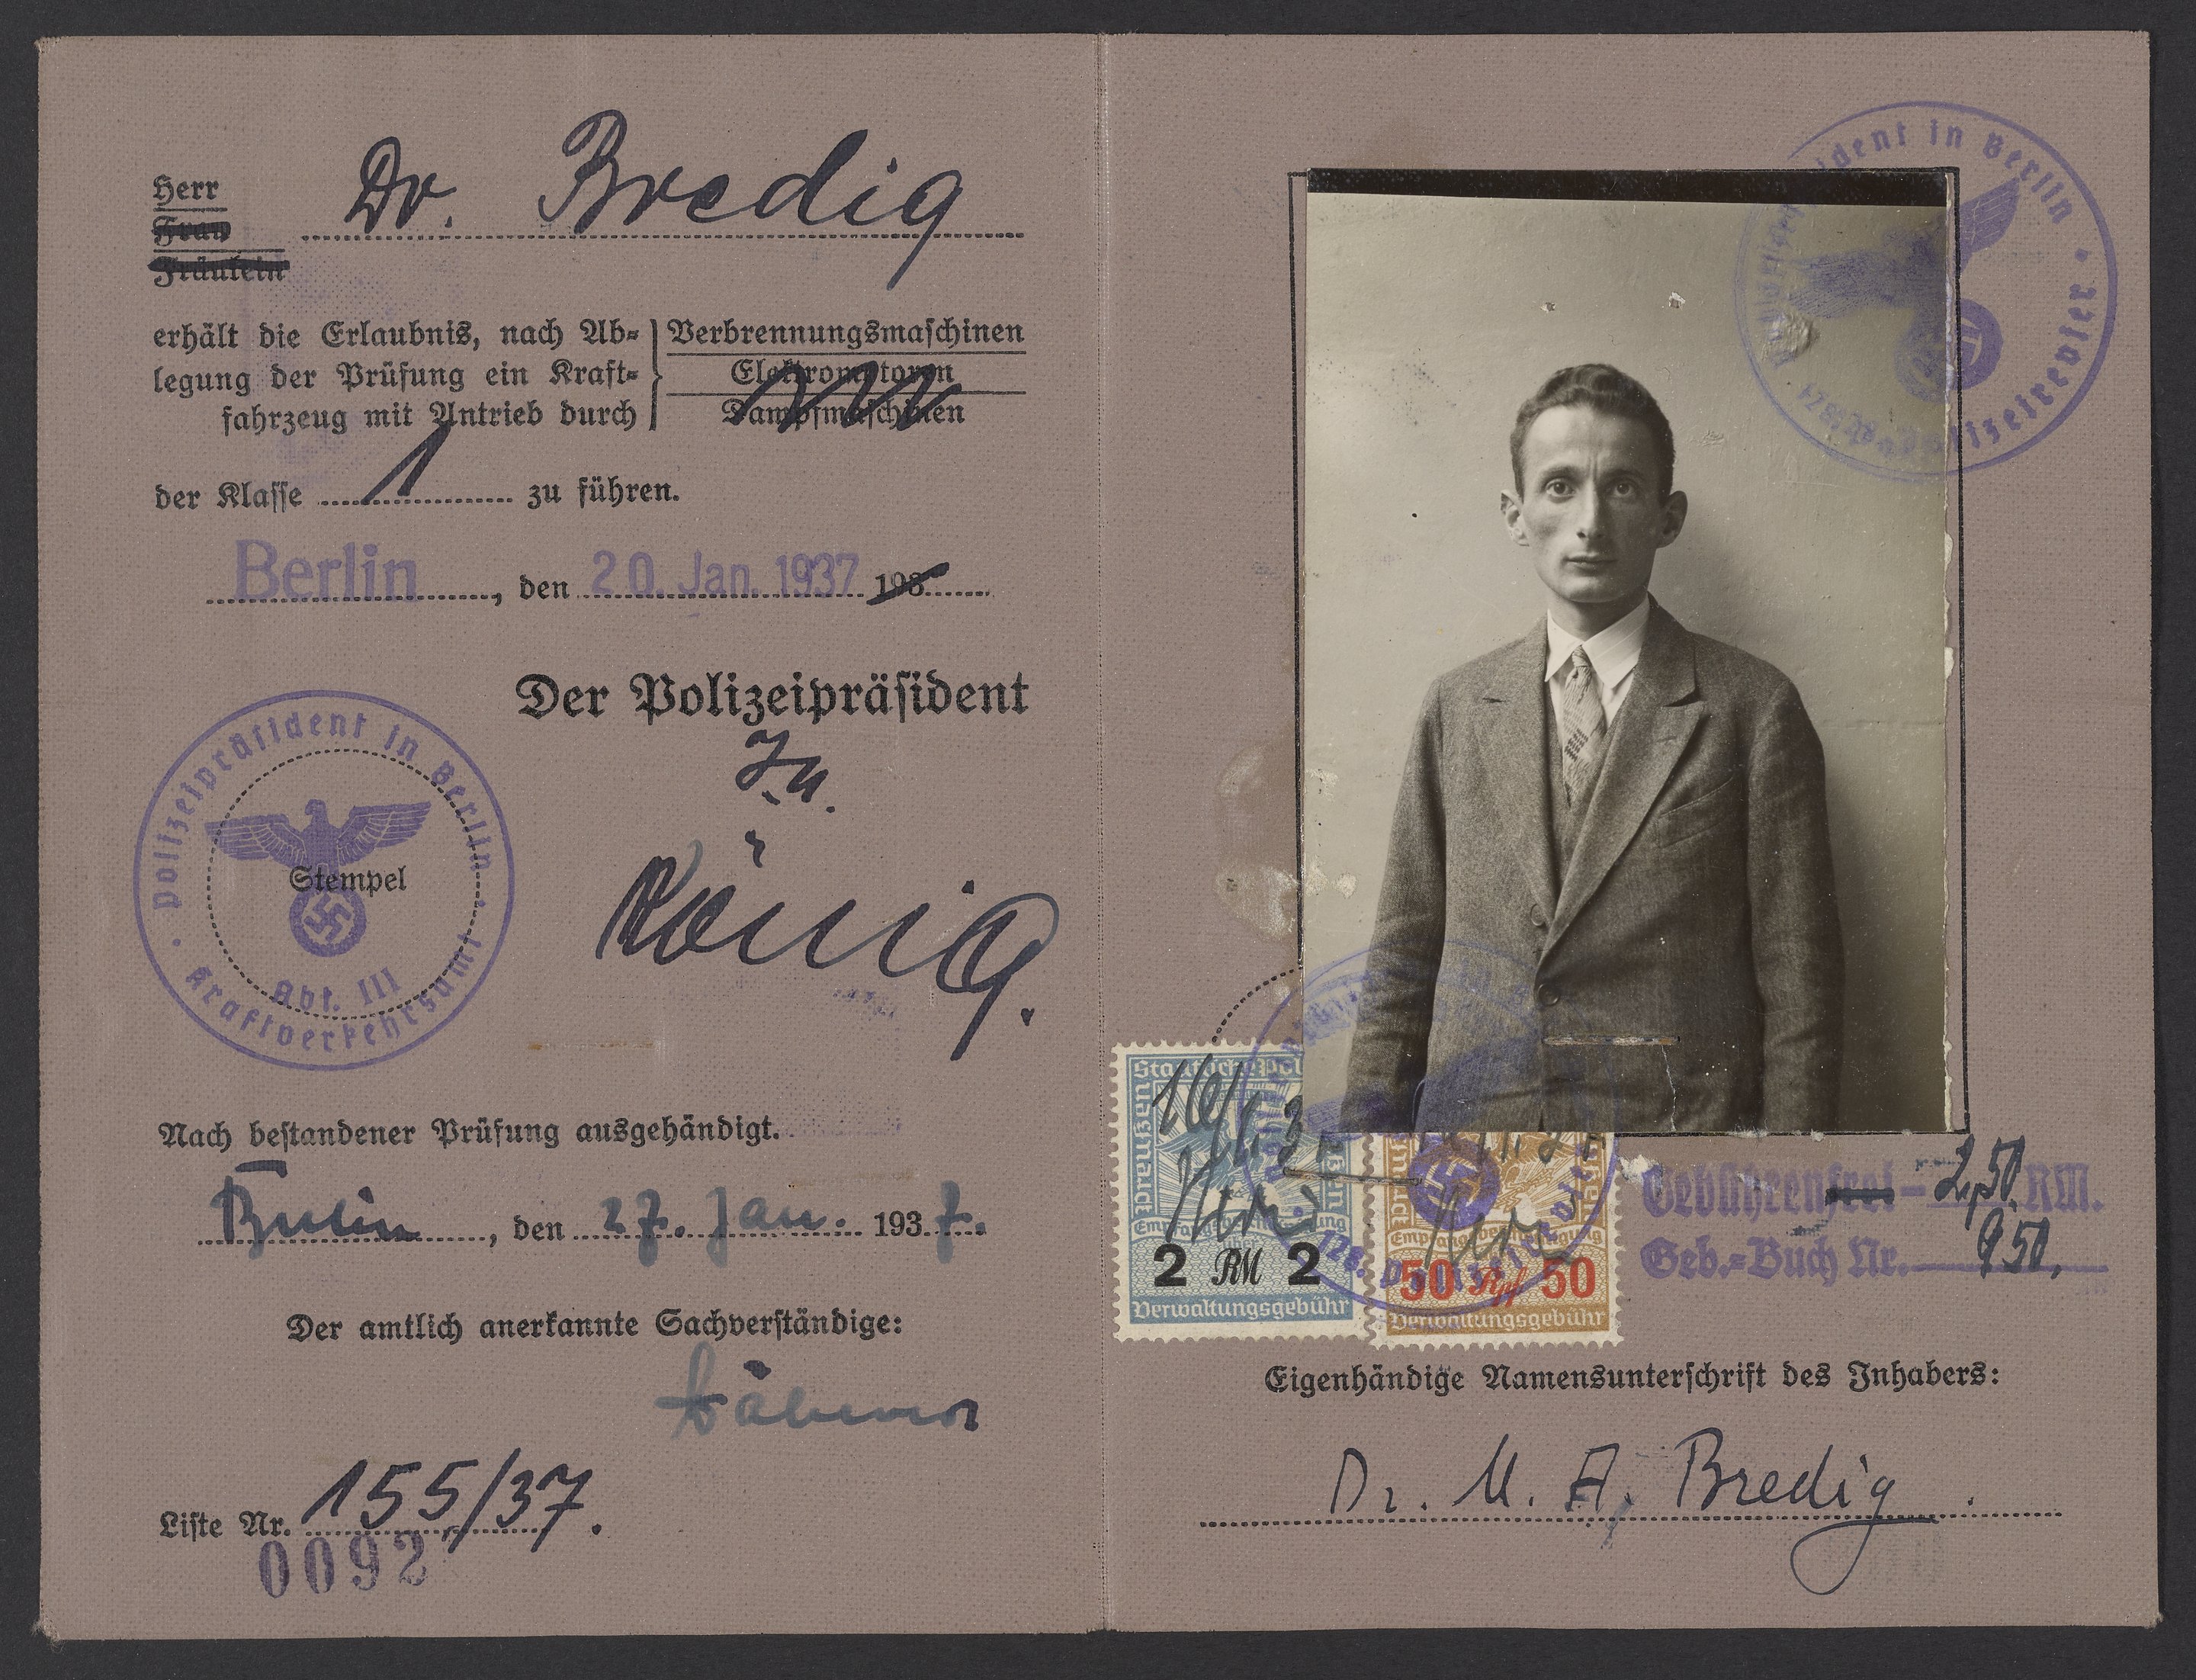 Herr
Frau
Fräulein
Dr. Bredig
erhält die Erlaubnis, nach Ab-
legung der Prüfung ein Kraft-
fahrzeug mit Antrieb durch
Verbrennungsmaschinen
Elektromotoren
Dampfmaschinen
der Klasse 1 zu führen.
Berlin, den 20. Jan. 1937 193
Der Polizeipräsident
König.
Polizeipräsident in Berlin
Stempel
Abt. III
Kraftverkehrsamt
Nach bestandener Prüfung ausgehändigt.
Berlin, den 27. Jan. 1937.
Der amtlich anerkannte Sachverständige:
Liste Nr. 155/37.
0092
in Berlin
Polizeirevier
Preußen
2 RM 2
Verwaltungsgebühr
50 Rpf 50
Verwaltungsgebühr
Gebührenfrei - 2,50 RM.
Geb.-Buch Nr. 950.
Eigenhändige Namensunterschrift des Inhabers:
Dr. M. A. Bredig